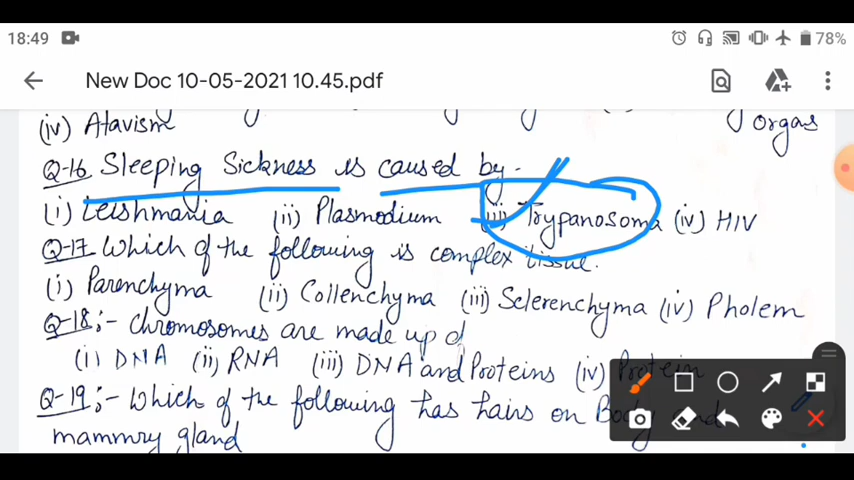 18:49 78%
New Doc 10-05-2021 10.45.pdf
(iv) Atavism orgas
Q-16 Sleeping Sickness is caused by.
(i) Leishmania (ii) Plasmodium (iii) Trypanosoma (iv) HIV
Q-17 Which of the following is complex tissue.
(i) Parenchyma (ii) Collenchyma (iii) Sclerenchyma (iv) Pholem
Q-18:- Chromosomes are made up of
(i) DNA (ii) RNA (iii) DNA and Proteins (iv) Protein
Q-19:- Which of the following has hairs on Body and
mammry gland